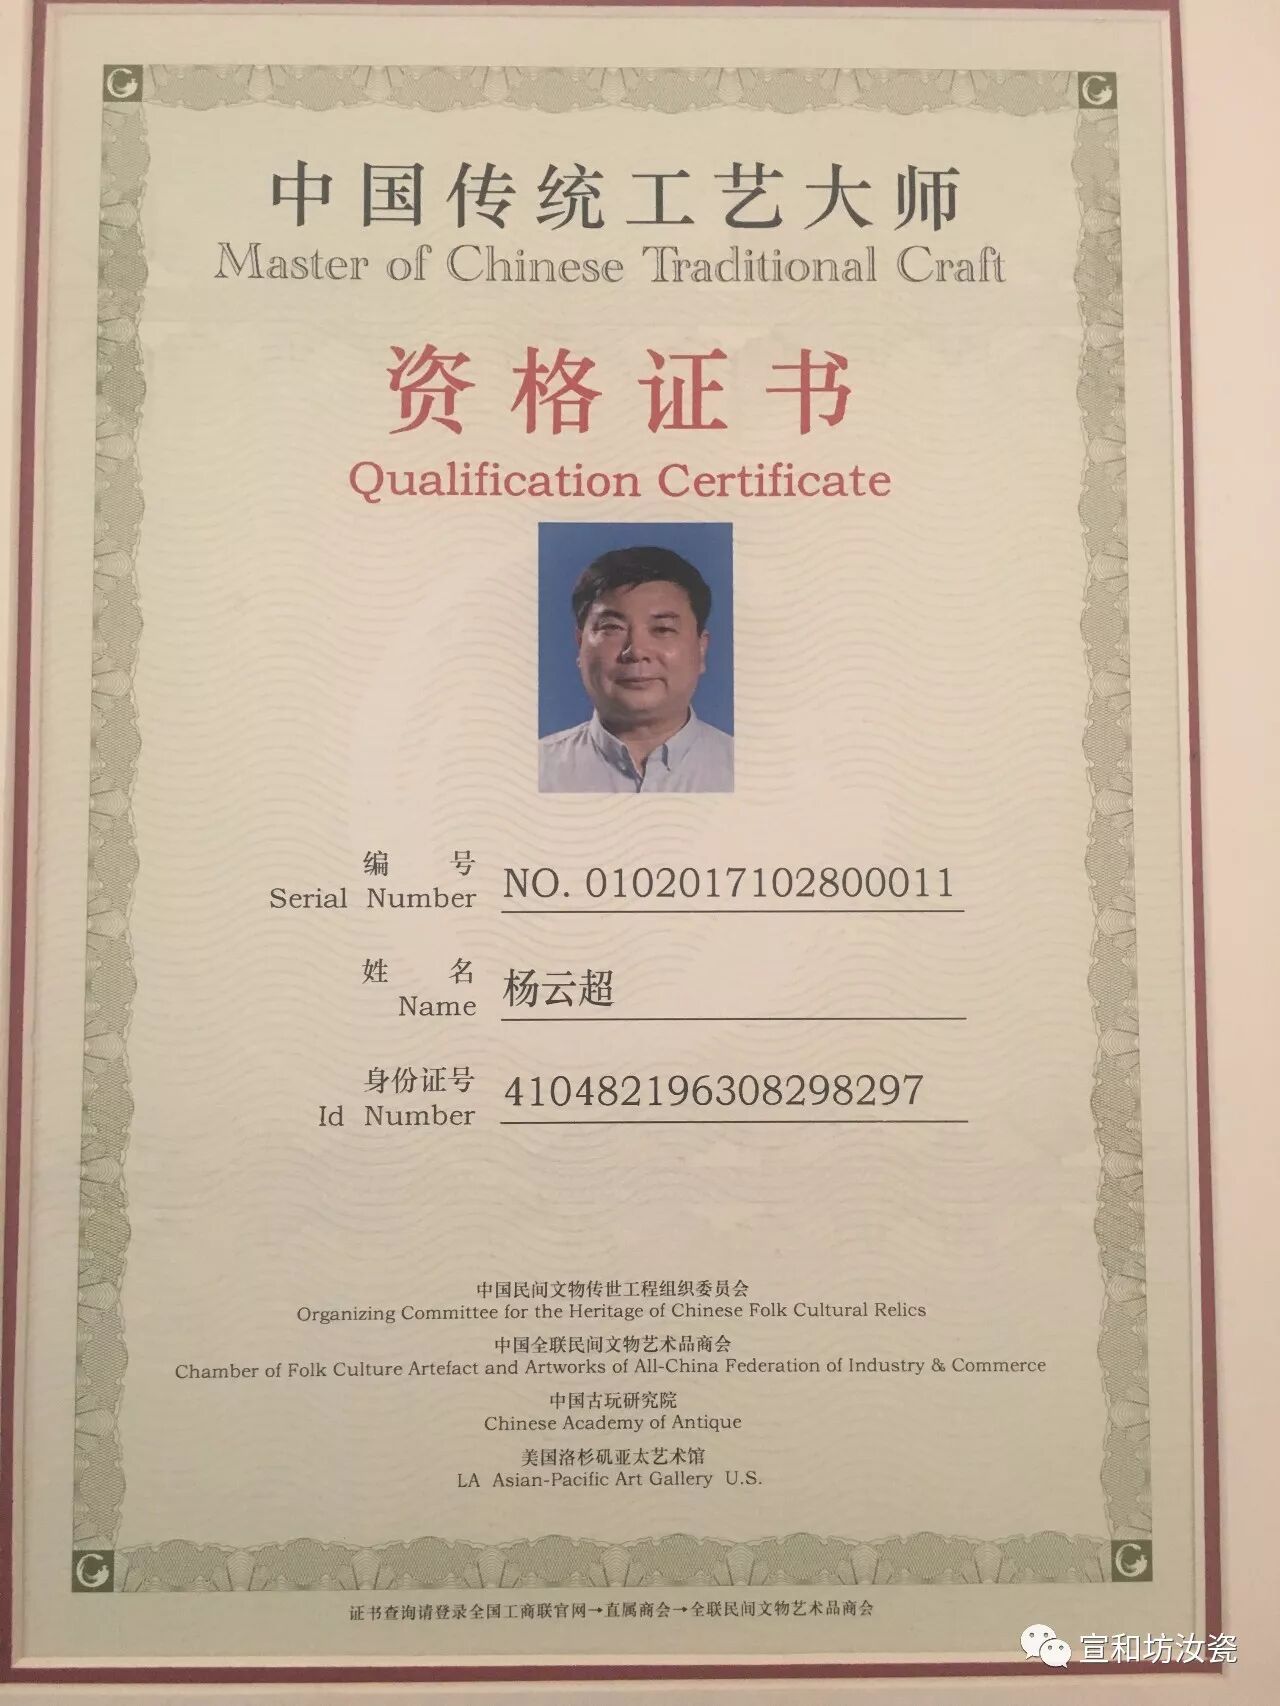 中国传统工艺大师
Master of Chinese Traditional Craft
资格证书
Qualification Certificate
编 号
Serial Number NO. 0102017102800011
姓 名
Name 杨云超
身份证号
Id Number 410482196308298297
中国民间文物传世工程组织委员会
Organizing Committee for the Heritage of Chinese Folk Cultural Relics
中国全联民间文物艺术品商会
Chamber of Folk Culture Artefact and Artworks of All-China Federation of Industry & Commerce
中国古玩研究院
Chinese Academy of Antique
美国洛杉矶亚太艺术馆
LA Asian-Pacific Art Gallery U.S.
证书查询请登录全国工商联官网→直属商会→全联民间文物艺术品商会
宣和坊汝瓷